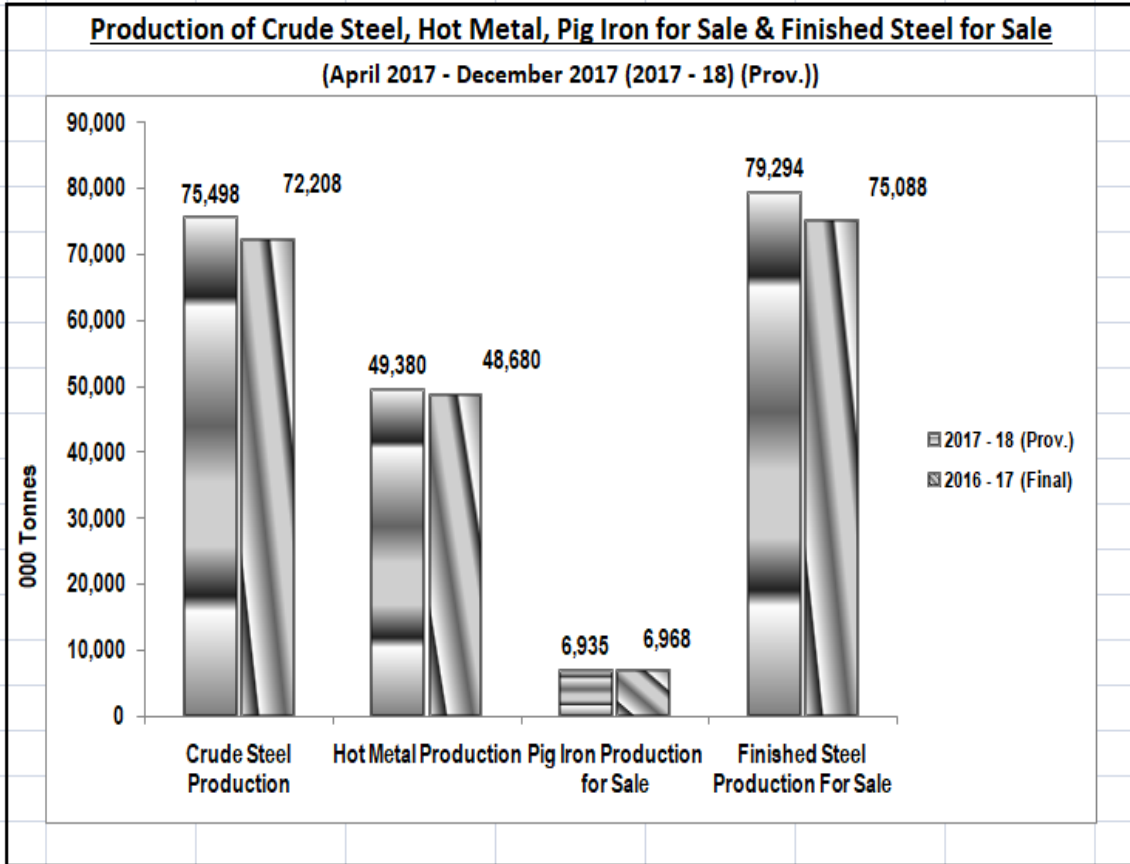 Production of Crude Steel, Hot Metal, Pig Iron for Sale & Finished Steel for Sale
(April 2017 - December 2017 (2017 - 18) (Prov.))
000 Tonnes
90,000
80,000
70,000
60,000
50,000
40,000
30,000
20,000
10,000
0
75,498
72,208
49,380
48,680
6,935
6,968
79,294
75,088
Crude Steel
Production
Hot Metal Production
Pig Iron Production
for Sale
Finished Steel
Production For Sale
2017 - 18 (Prov.)
2016 - 17 (Final)